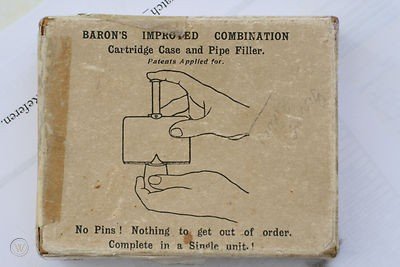 BARON'S IMPROVED COMBINATION
Cartridge Case and Pipe Filler.
Patents Applied for.
No Pins! Nothing to get out of order.
Complete in a Single unit.!